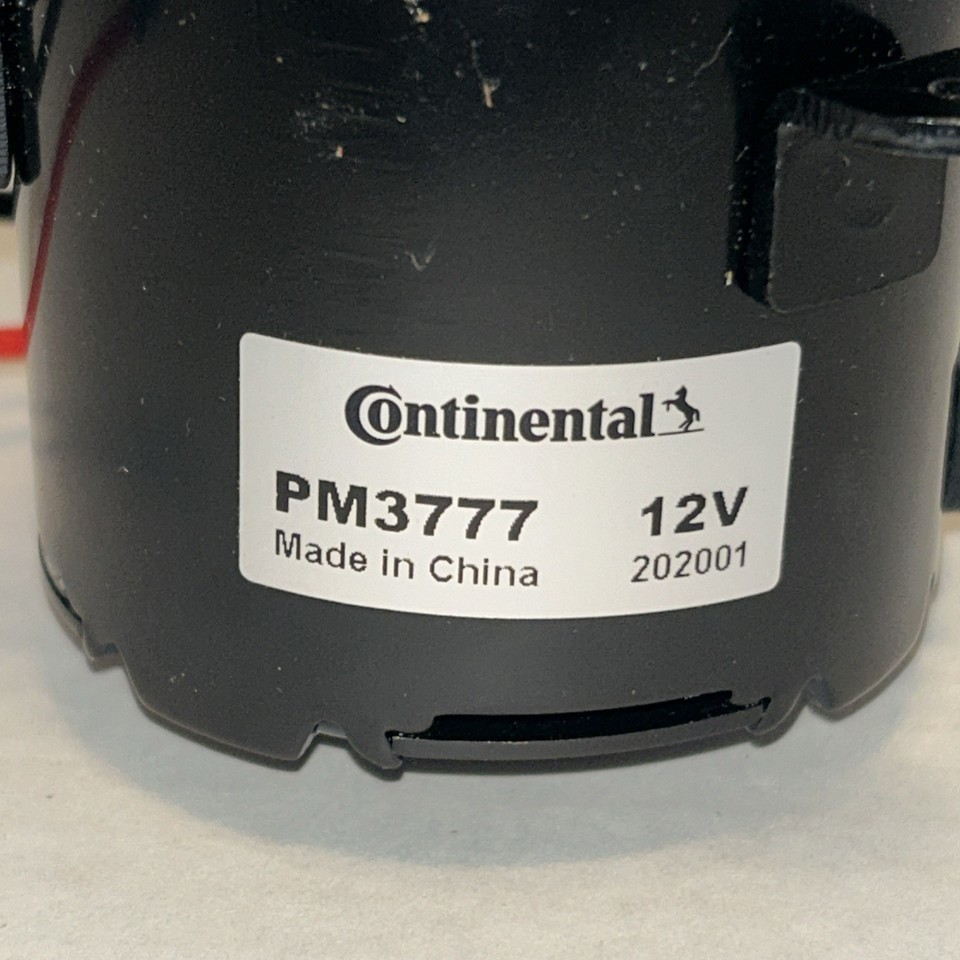 Continental
PM3777 12V
Made in China 202001